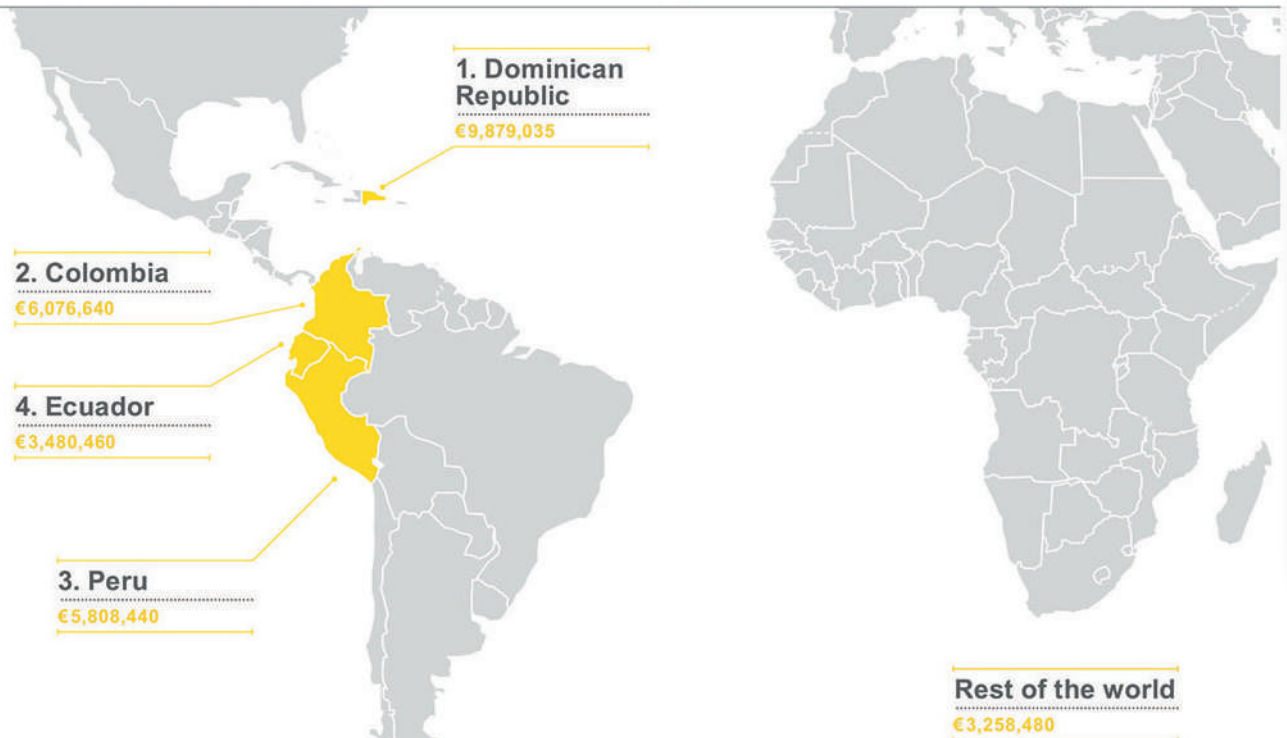 1. Dominican
Republic
€9,879,035
2. Colombia
€6,076,640
4. Ecuador
€3,480,460
3. Peru
€5,808,440
Rest of the world
€3,258,480